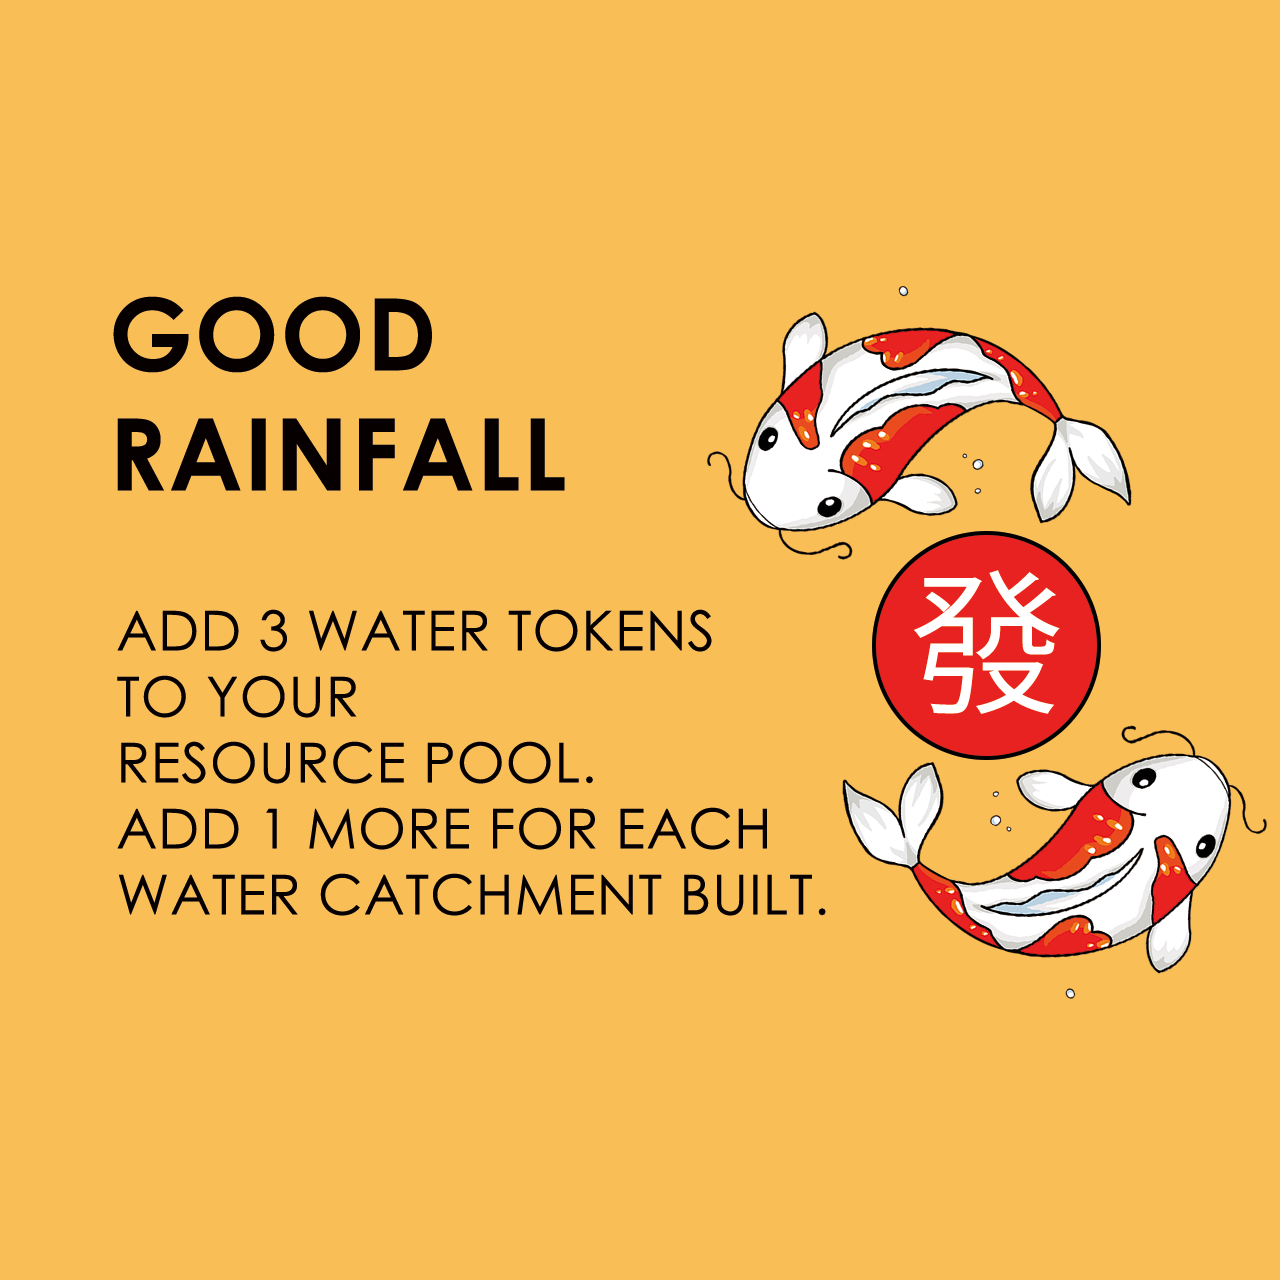 GOOD
RAINFALL
ADD 3 WATER TOKENS
TO YOUR
RESOURCE POOL.
ADD 1 MORE FOR EACH
WATER CATCHMENT BUILT.
發